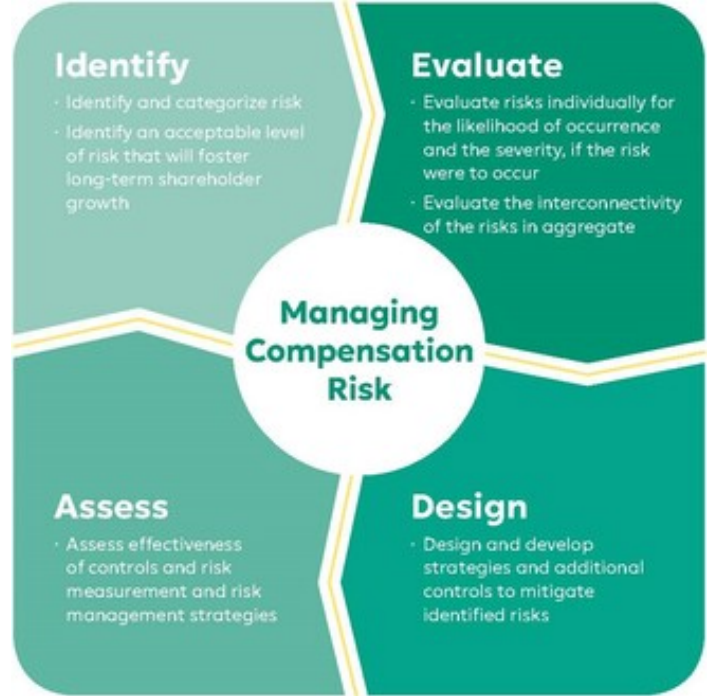 Identify
· Identify and categorize risk
· Identify an acceptable level
of risk that will foster
long-term shareholder
growth
Evaluate
· Evaluate risks individually for
the likelihood of occurrence
and the severity, if the risk
were to occur
· Evaluate the interconnectivity
of the risks in aggregate
Managing
Compensation
Risk
Assess
· Assess effectiveness
of controls and risk
measurement and risk
management strategies
Design
· Design and develop
strategies and additional
controls to mitigate
identified risks